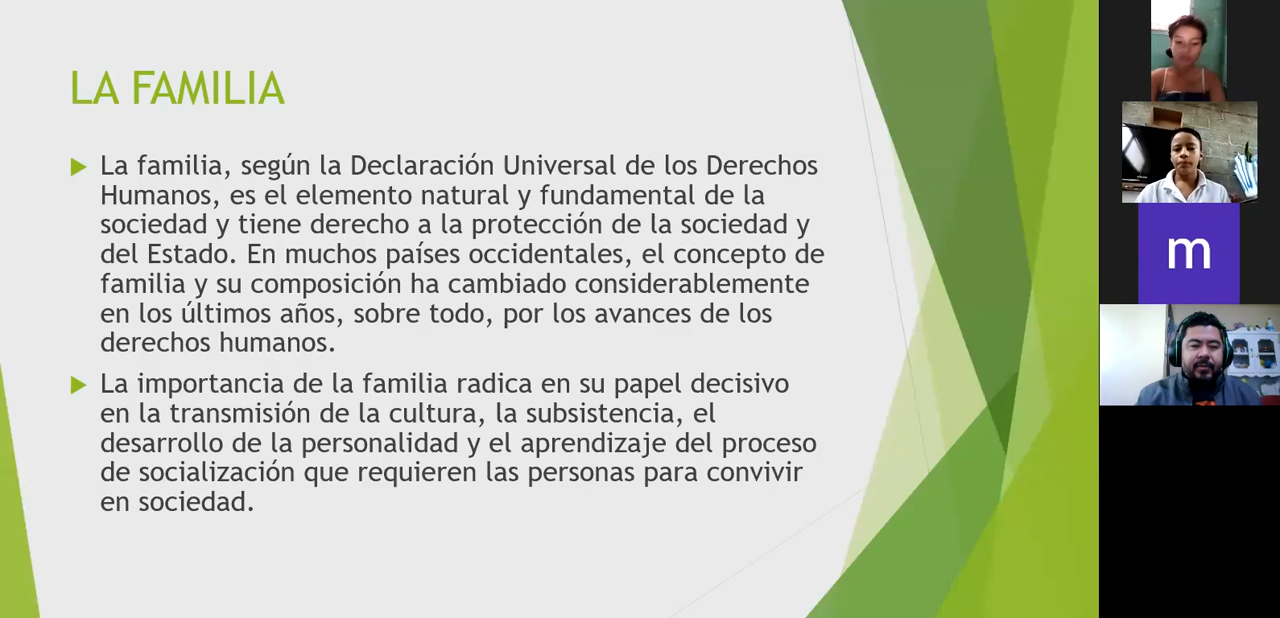 LA FAMILIA
La familia, según la Declaración Universal de los Derechos
Humanos, es el elemento natural y fundamental de la
sociedad y tiene derecho a la protección de la sociedad y
del Estado. En muchos países occidentales, el concepto de
familia y su composición ha cambiado considerablemente
en los últimos años, sobre todo, por los avances de los
derechos humanos.
La importancia de la familia radica en su papel decisivo
en la transmisión de la cultura, la subsistencia, el
desarrollo de la personalidad y el aprendizaje del proceso
de socialización que requieren las personas para convivir
en sociedad.
m